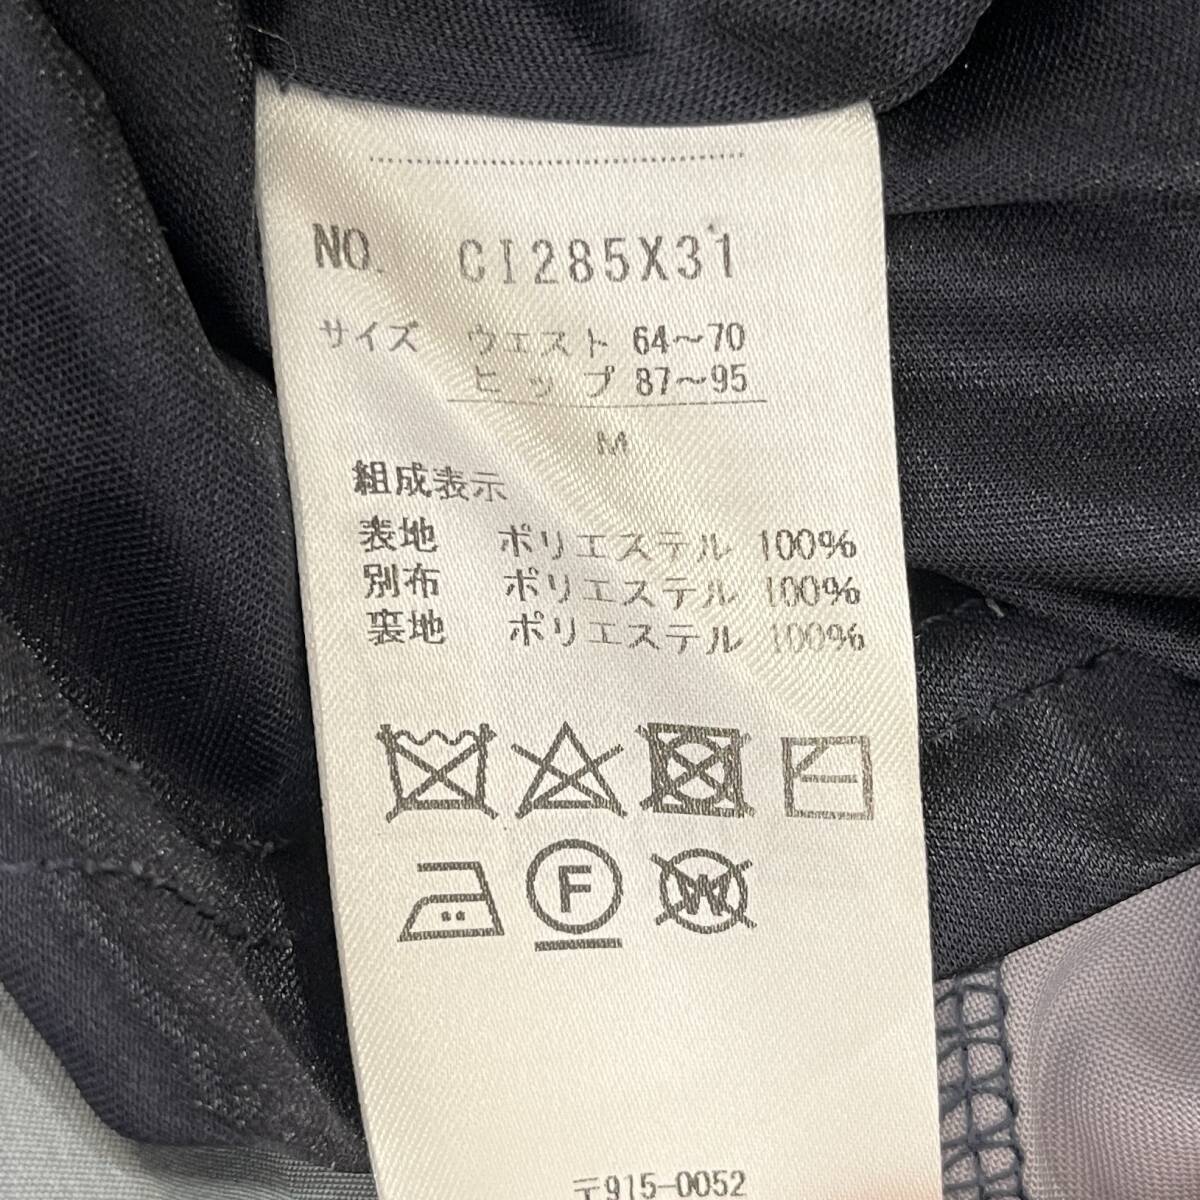 NO. CI285X31
サイズ ウエスト 64～70
ヒップ 87～95
M
組成表示
表地 ポリエステル 100%
別布 ポリエステル 100%
裏地 ポリエステル 100%
F
W
〒915-0052